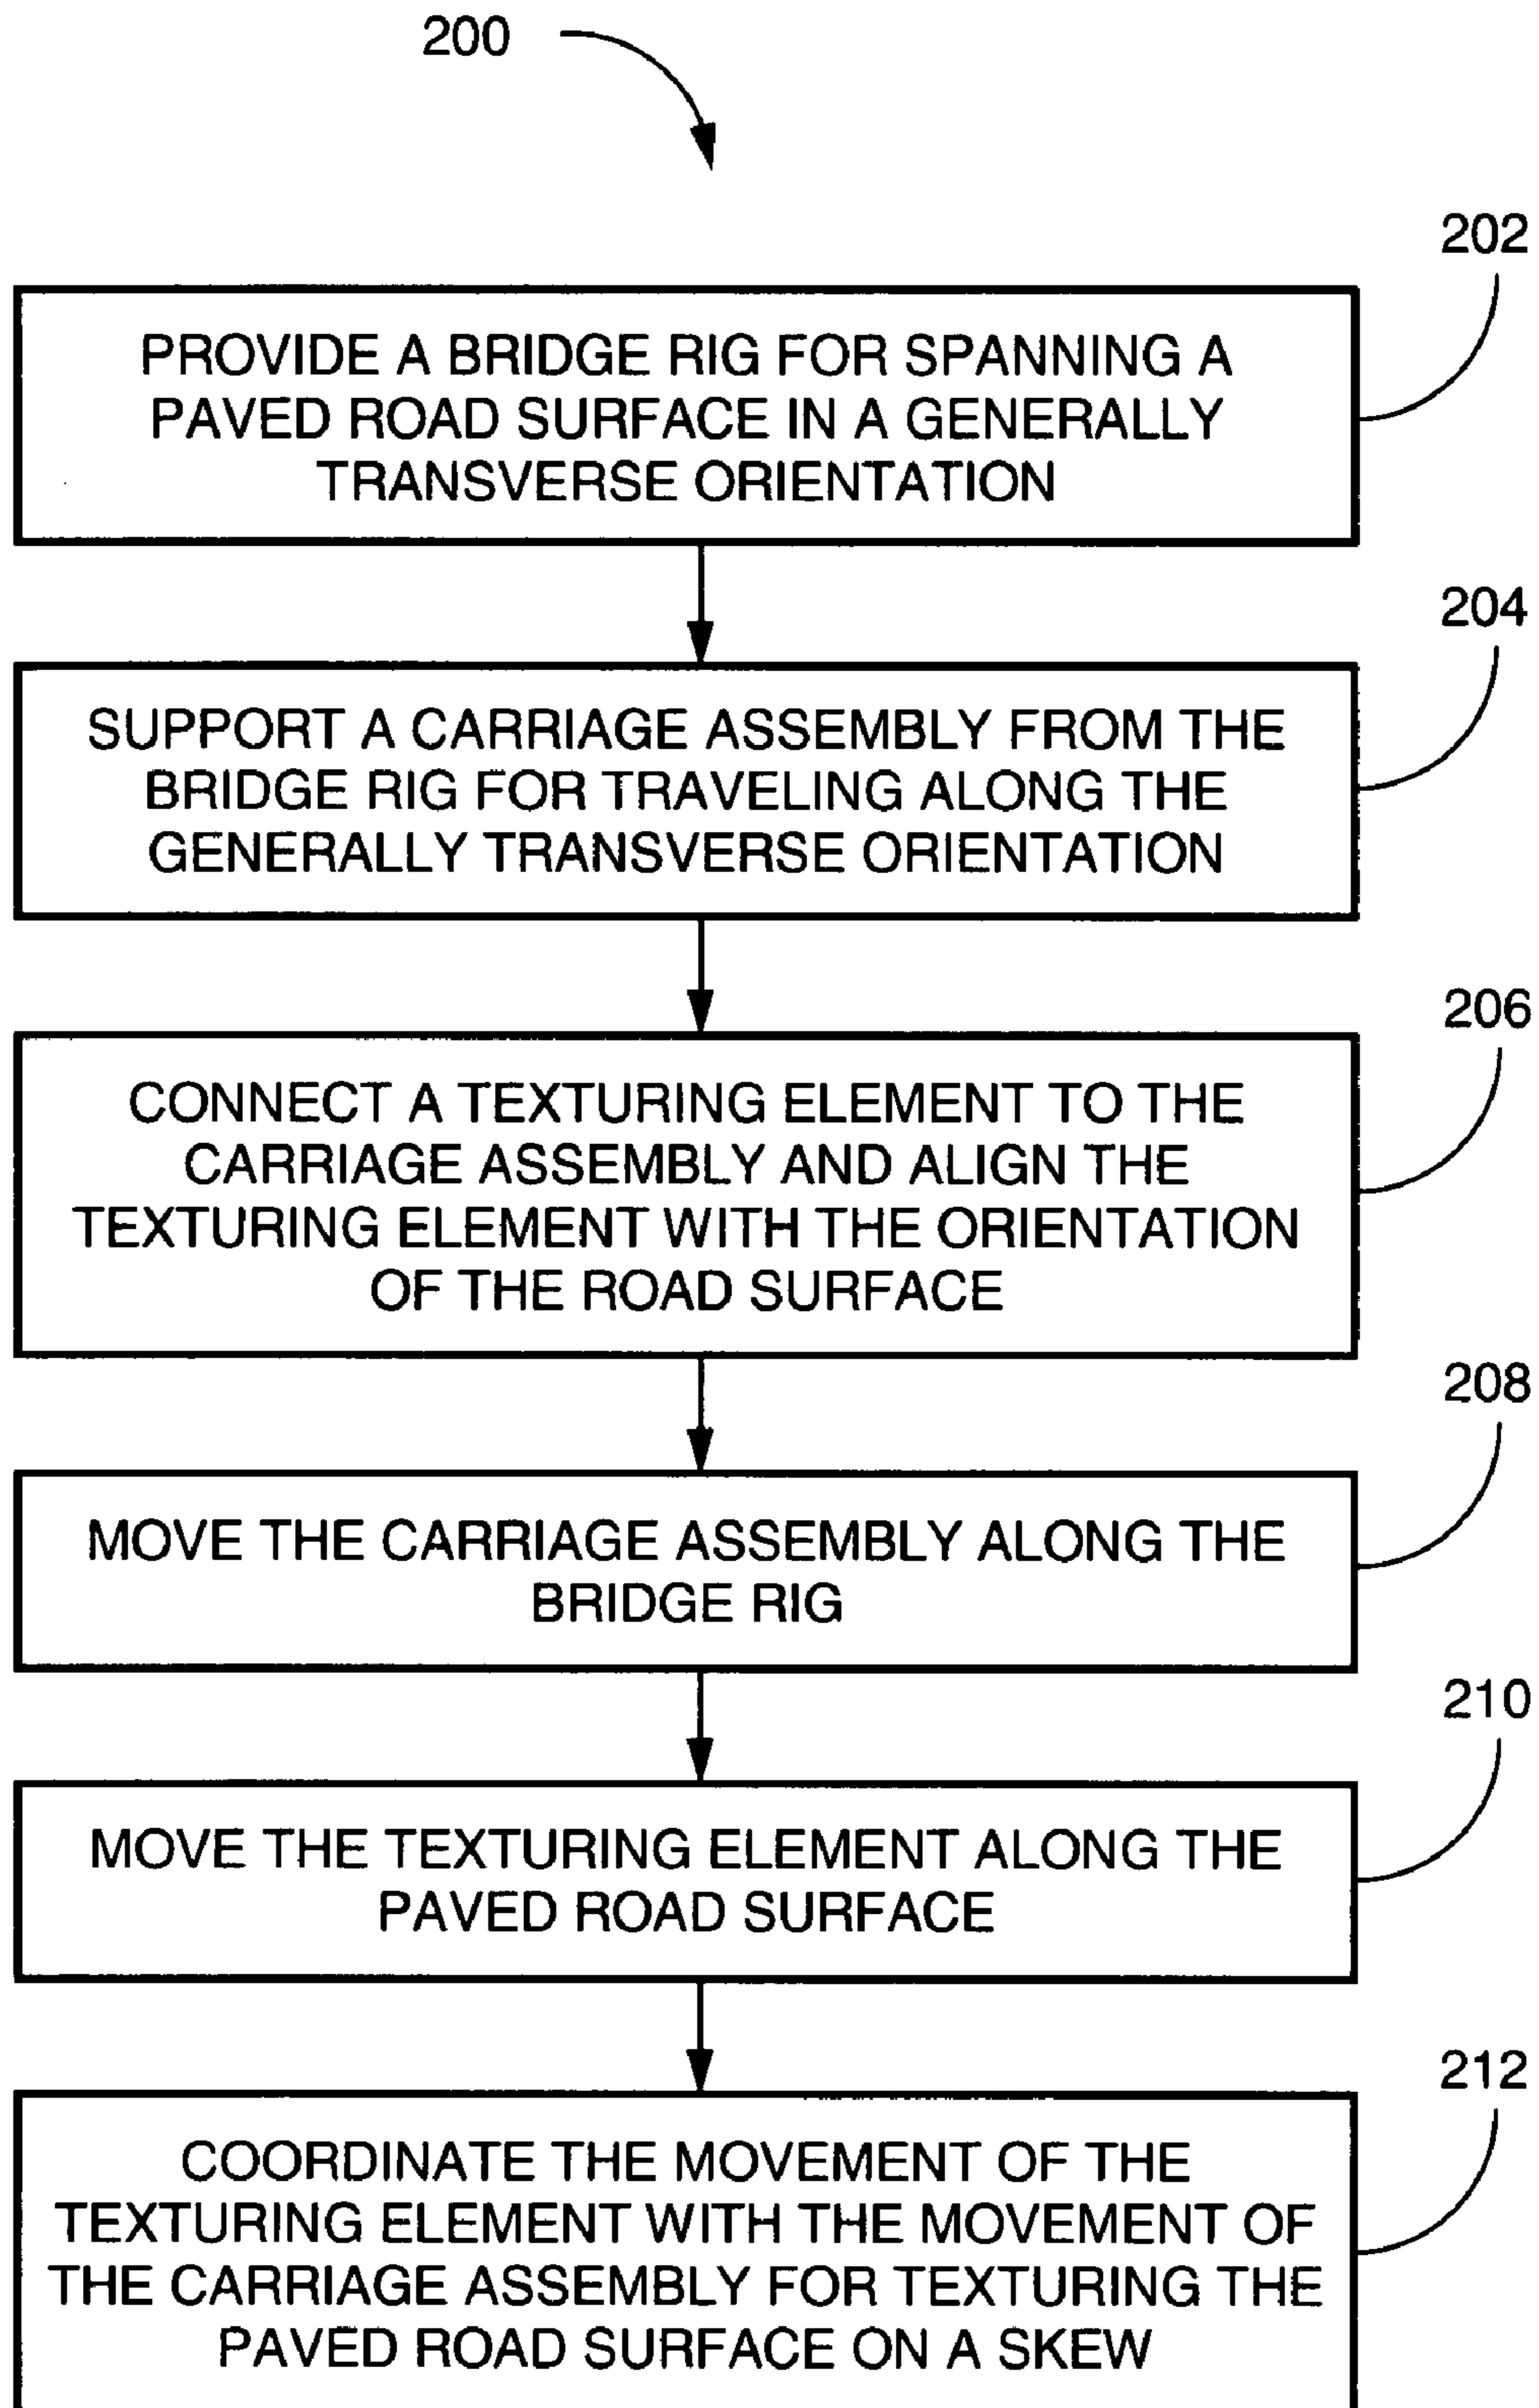 200
202
PROVIDE A BRIDGE RIG FOR SPANNING A
PAVED ROAD SURFACE IN A GENERALLY
TRANSVERSE ORIENTATION
204
SUPPORT A CARRIAGE ASSEMBLY FROM THE
BRIDGE RIG FOR TRAVELING ALONG THE
GENERALLY TRANSVERSE ORIENTATION
206
CONNECT A TEXTURING ELEMENT TO THE
CARRIAGE ASSEMBLY AND ALIGN THE
TEXTURING ELEMENT WITH THE ORIENTATION
OF THE ROAD SURFACE
208
MOVE THE CARRIAGE ASSEMBLY ALONG THE
BRIDGE RIG
210
MOVE THE TEXTURING ELEMENT ALONG THE
PAVED ROAD SURFACE
212
COORDINATE THE MOVEMENT OF THE
TEXTURING ELEMENT WITH THE MOVEMENT OF
THE CARRIAGE ASSEMBLY FOR TEXTURING THE
PAVED ROAD SURFACE ON A SKEW